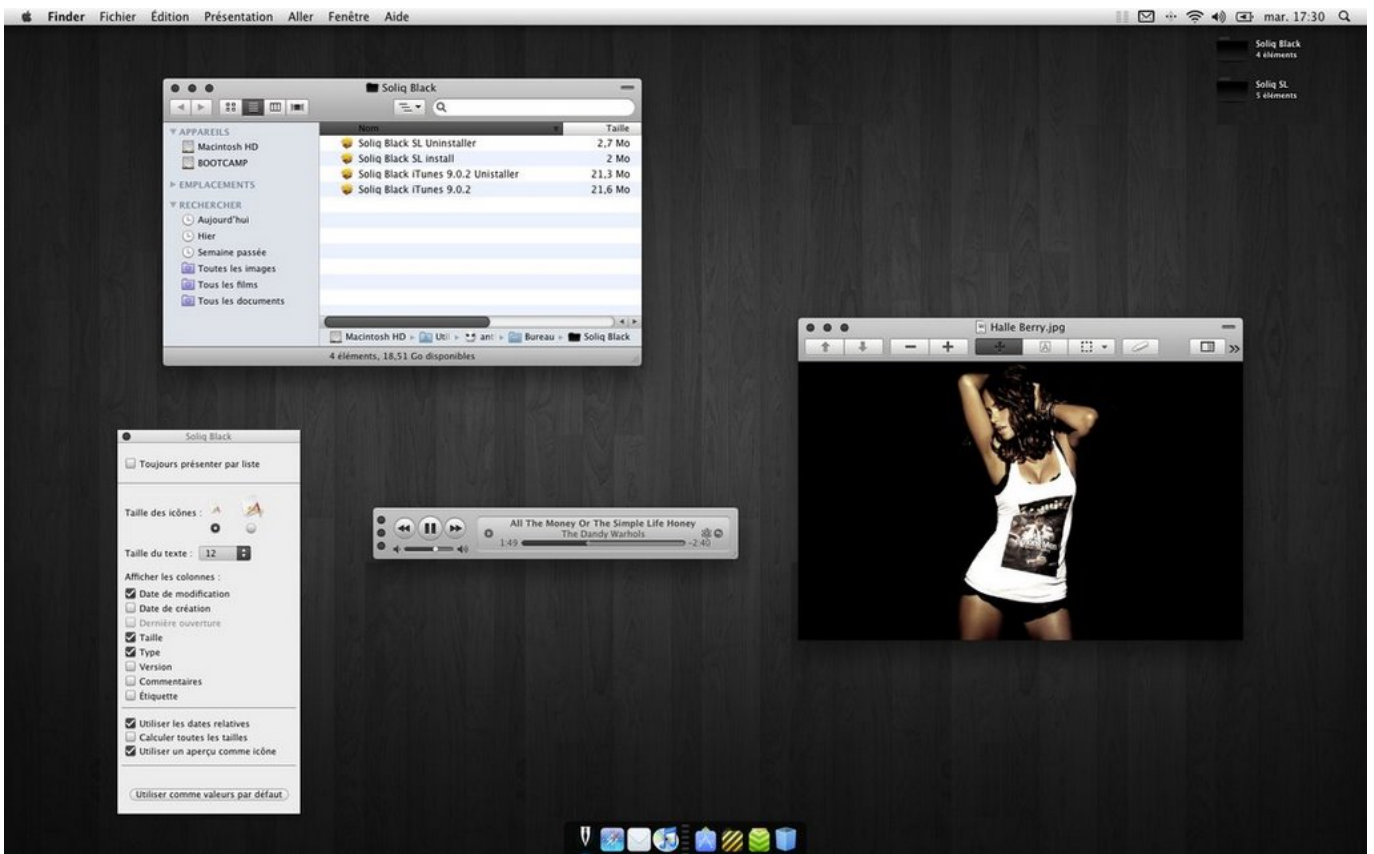 Finder Fichier Édition Présentation Aller Fenêtre Aide
mar. 17:30
Soliq Black
4 éléments
Soliq SL
5 éléments
Soliq Black
APPAREILS
Macintosh HD
BOOTCAMP
EMPLACEMENTS
RECHERCHER
Aujourd'hui
Hier
Semaine passée
Toutes les images
Tous les films
Tous les documents
Nom Taille
Soliq Black SL Uninstaller 2,7 Mo
Soliq Black SL install 2 Mo
Soliq Black iTunes 9.0.2 Unistaller 21,3 Mo
Soliq Black iTunes 9.0.2 21,6 Mo
Macintosh HD Uti ant Bureau Soliq Black
4 éléments, 18,51 Go disponibles
Halle Berry.jpg
Soliq Black
Toujours présenter par liste
Taille des icônes :
Taille du texte : 12
Afficher les colonnes :
Date de modification
Date de création
Dernière ouverture
Taille
Type
Version
Commentaires
Étiquette
Utiliser les dates relatives
Calculer toutes les tailles
Utiliser un aperçu comme icône
Utiliser comme valeurs par défaut
All The Money Or The Simple Life Honey
The Dandy Warhols
1:49 -2:40